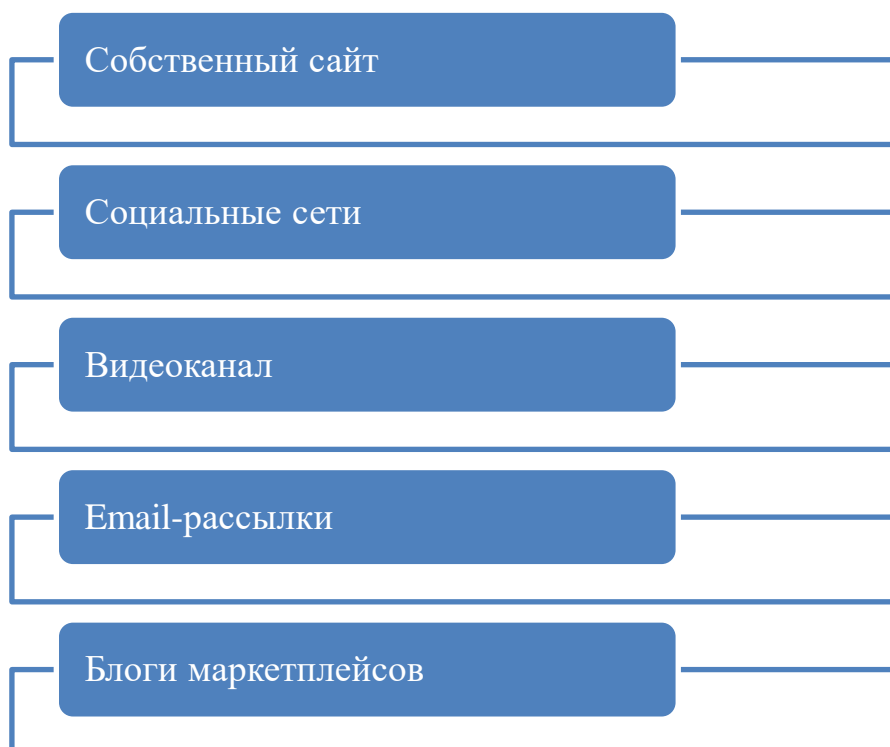 Собственный сайт
Социальные сети
Видеоканал
Email-рассылки
Блоги маркетплейсов